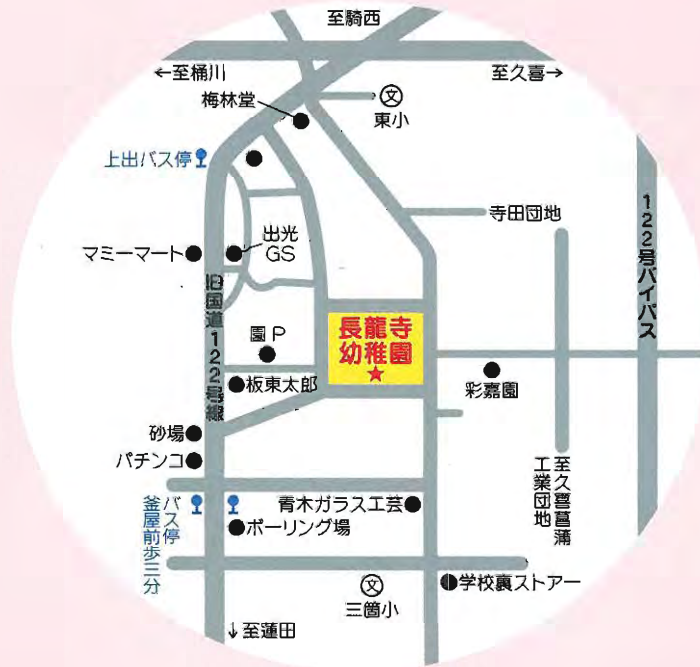 至騎西
←至桶川
至久喜→
梅林堂
文
東小
上出バス停
寺田団地
122号バイパス
マミーマート
出光
GS
旧国道122号線
園P
長龍寺
幼稚園
板東太郎
彩嘉園
砂場
パチンコ
至久喜菖蒲
工業団地
バス停
釜屋前歩三分
青木ガラス工芸
ボーリング場
文
三箇小
学校裏ストアー
↓至蓮田